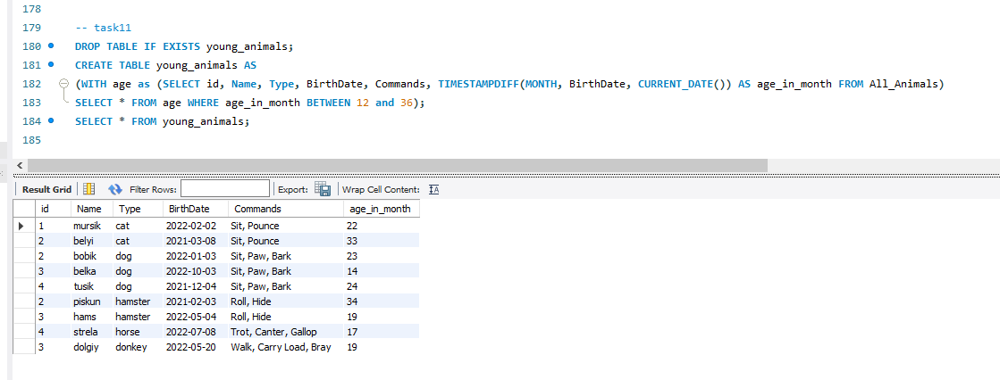 178
179 -- task11
180 DROP TABLE IF EXISTS young_animals;
181 CREATE TABLE young_animals AS
182 (WITH age as (SELECT id, Name, Type, BirthDate, Commands, TIMESTAMPDIFF(MONTH, BirthDate, CURRENT_DATE()) AS age_in_month FROM All_Animals)
183 SELECT * FROM age WHERE age_in_month BETWEEN 12 and 36);
184 SELECT * FROM young_animals;
185
Result Grid Filter Rows: Export: Wrap Cell Content:
id Name Type BirthDate Commands age_in_month
1 mursik cat 2022-02-02 Sit, Pounce 22
2 belyi cat 2021-03-08 Sit, Pounce 33
2 bobik dog 2022-01-03 Sit, Paw, Bark 23
3 belka dog 2022-10-03 Sit, Paw, Bark 14
4 tusik dog 2021-12-04 Sit, Paw, Bark 24
2 piskun hamster 2021-02-03 Roll, Hide 34
3 hams hamster 2022-05-04 Roll, Hide 19
4 strela horse 2022-07-08 Trot, Canter, Gallop 17
3 dolgiy donkey 2022-05-20 Walk, Carry Load, Bray 19